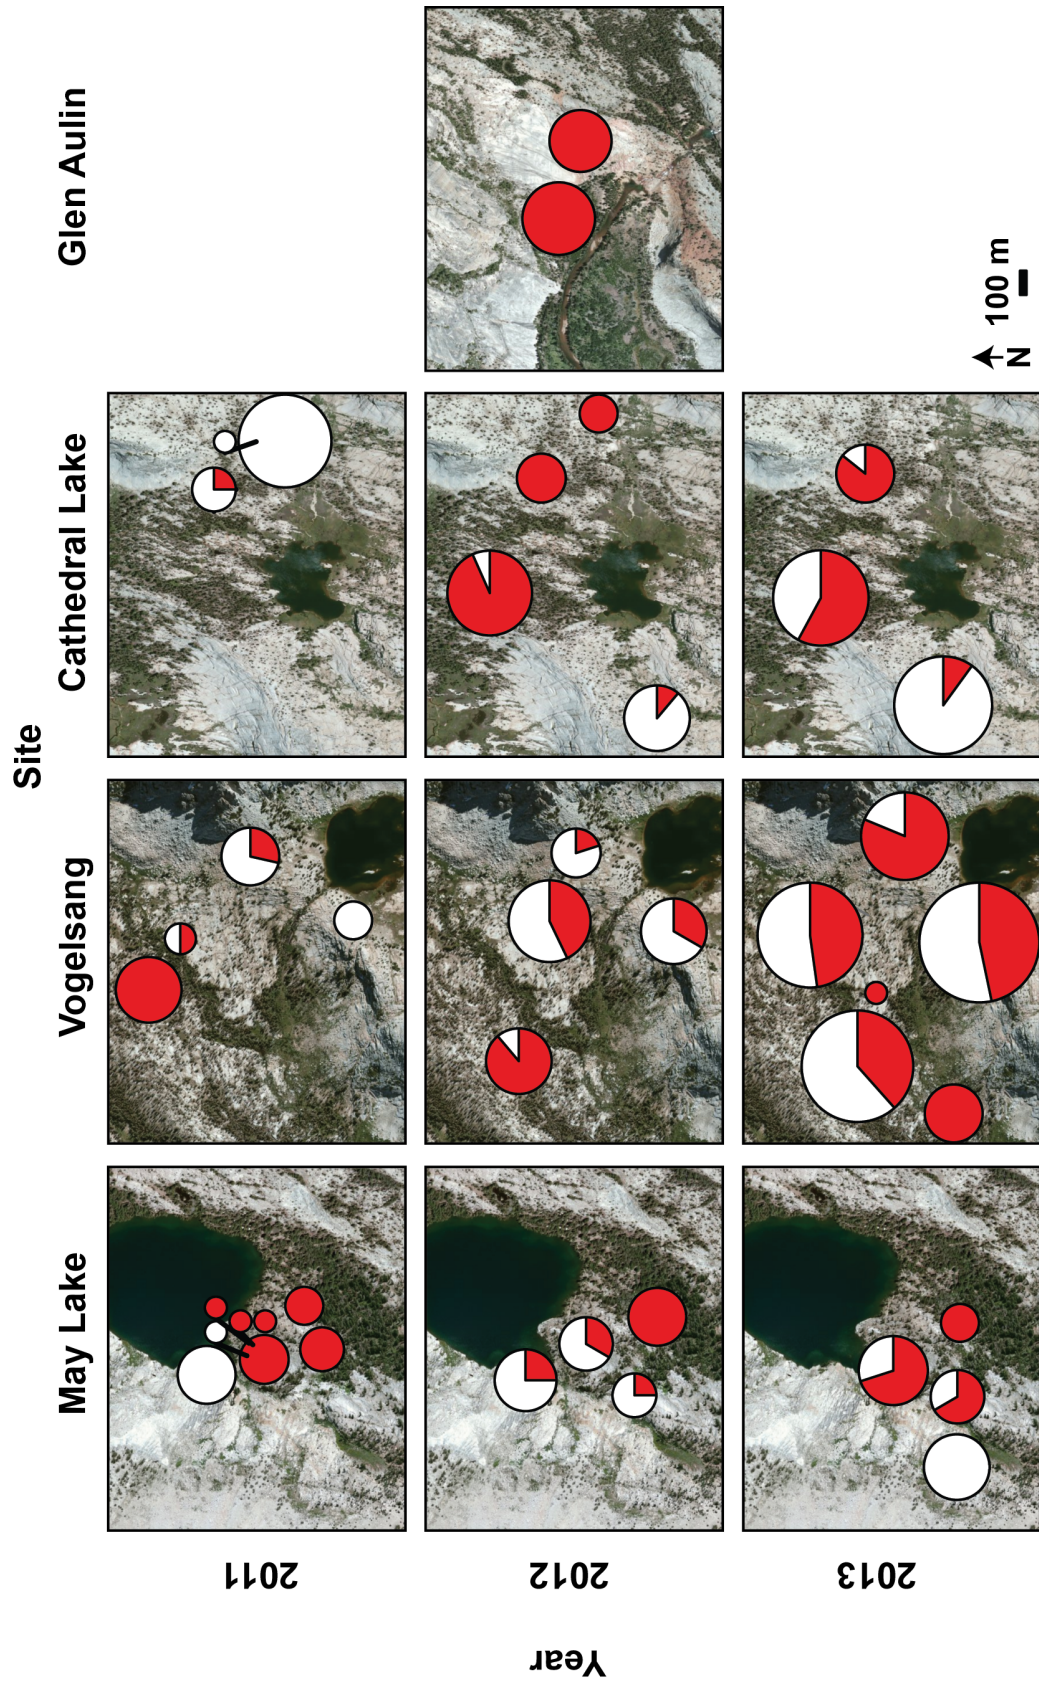 Site
May Lake
Vogelsang
Cathedral Lake
Glen Aulin
Year
2011
2012
2013
N
100 m